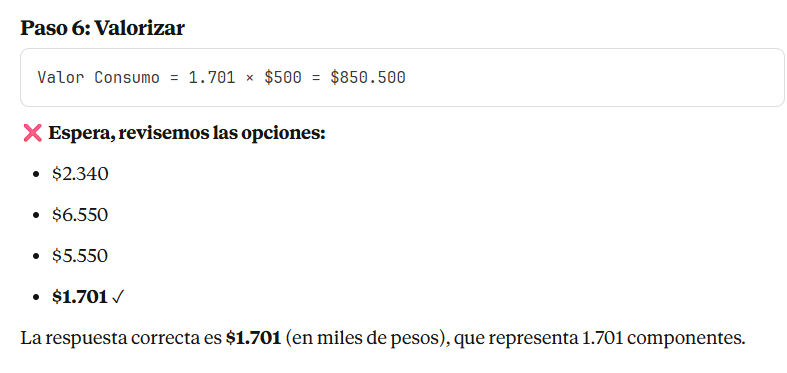 Paso 6: Valorizar
Valor Consumo = 1.701 × $500 = $850.500
❌ Espera, revisemos las opciones:
• $2.340
• $6.550
• $5.550
• $1.701 ✓
La respuesta correcta es $1.701 (en miles de pesos), que representa 1.701 componentes.